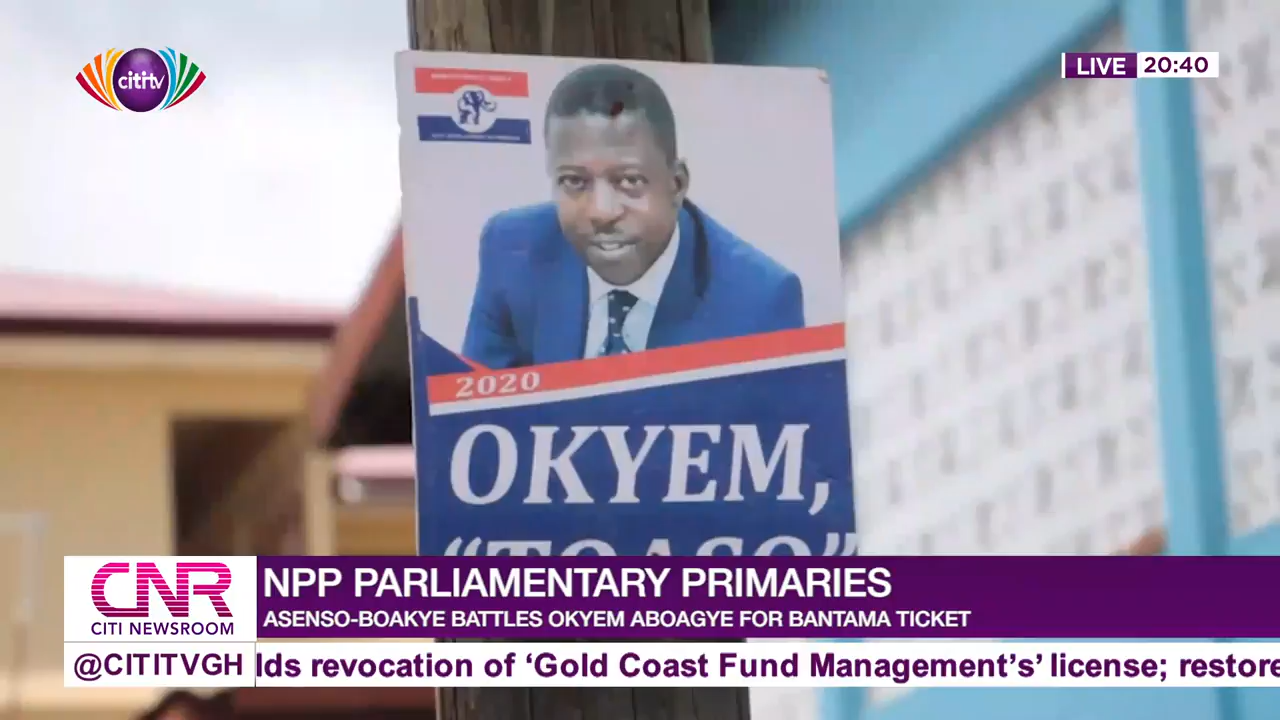 citi tv
LIVE 20:40
2020
OKYEM,
"TOASO"
CNR
CITI NEWSROOM
NPP PARLIAMENTARY PRIMARIES
ASENSO-BOAKYE BATTLES OKYEM ABOAGYE FOR BANTAMA TICKET
@CITITVGH
lds revocation of ‘Gold Coast Fund Management’s’ license; restore